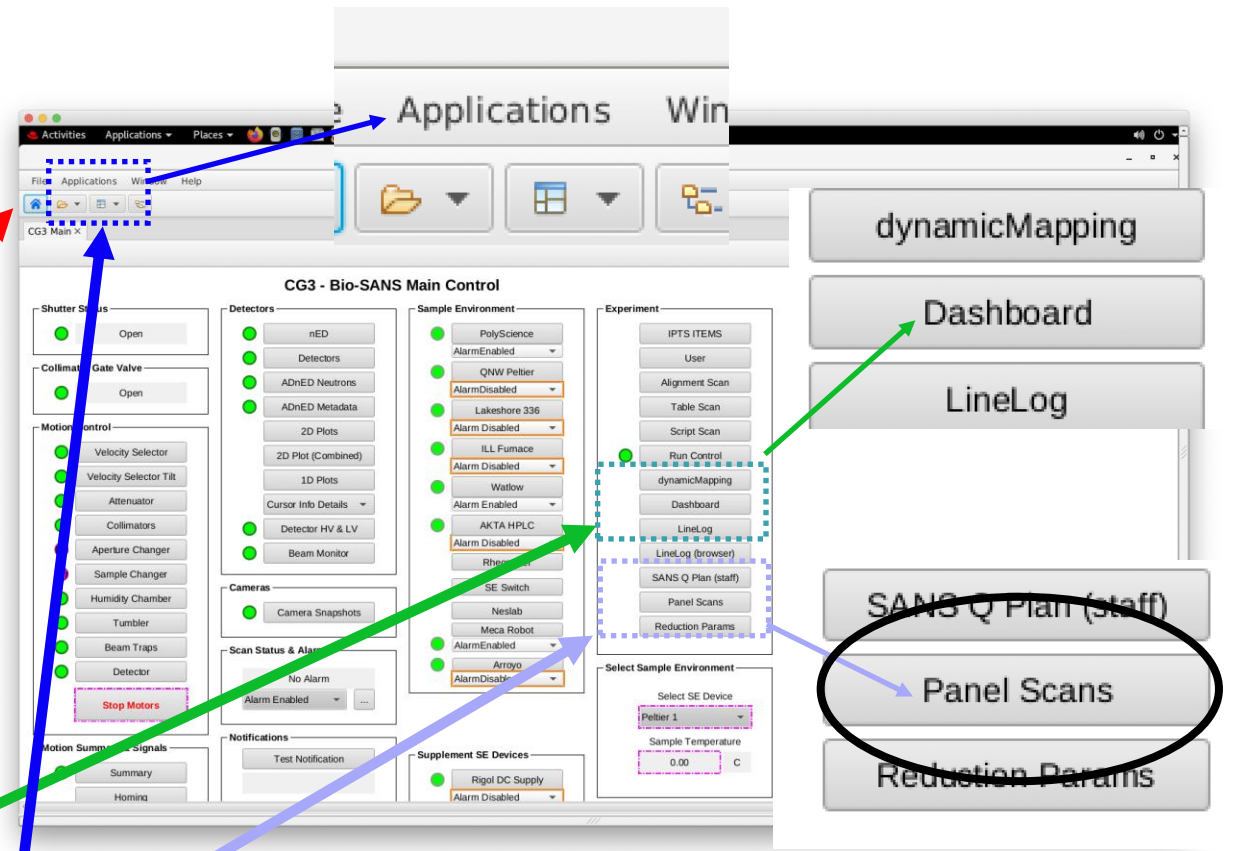 e Applications Win
Activities Applications Places
File Applications Window Help
CG3 Main
CG3 - Bio-SANS Main Control
Shutter Status
Open
Collimator Gate Valve
Open
Motion Control
Velocity Selector
Velocity Selector Tilt
Attenuator
Collimators
Aperture Changer
Sample Changer
Humidity Chamber
Tumbler
Beam Traps
Detector
Stop Motors
Motion Summary & Signals
Summary
Homing
Detectors
nED
Detectors
ADnED Neutrons
ADnED Metadata
2D Plots
2D Plot (Combined)
1D Plots
Cursor Info Details
Detector HV & LV
Beam Monitor
Cameras
Camera Snapshots
Scan Status & Alarm
No Alarm
Alarm Enabled ...
Notifications
Test Notification
Sample Environment
PolyScience
AlarmEnabled
QNW Peltier
AlarmDisabled
Lakeshore 336
Alarm Disabled
ILL Furnace
Alarm Disabled
Watlow
Alarm Enabled
AKTA HPLC
Alarm Disabled
SE Switch
Neslab
Meca Robot
AlarmEnabled
Arroyo
AlarmDisabled
Supplement SE Devices
Rigol DC Supply
Alarm Disabled
Experiment
IPTS ITEMS
User
Alignment Scan
Table Scan
Script Scan
Run Control
dynamicMapping
Dashboard
LineLog
LineLog (browser)
SANS Q Plan (staff)
Panel Scans
Reduction Params
Select Sample Environment
Select SE Device
Peltier 1
Sample Temperature
0.00 C
dynamicMapping
Dashboard
LineLog
SANS Q Plan (staff)
Panel Scans
Reduction Params